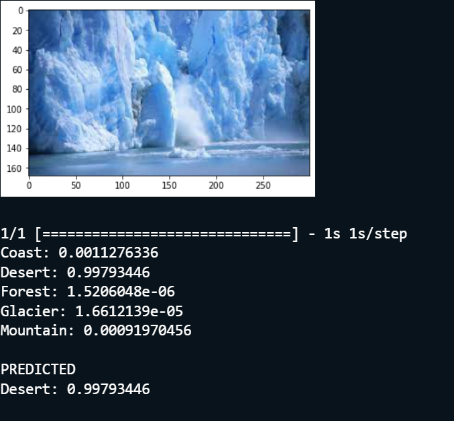 0
20
40
60
80
100
120
140
160
0 50 100 150 200 250
1/1 [==============================] - 1s 1s/step
Coast: 0.0011276336
Desert: 0.99793446
Forest: 1.5206048e-06
Glacier: 1.6612139e-05
Mountain: 0.00091970456
PREDICTED
Desert: 0.99793446